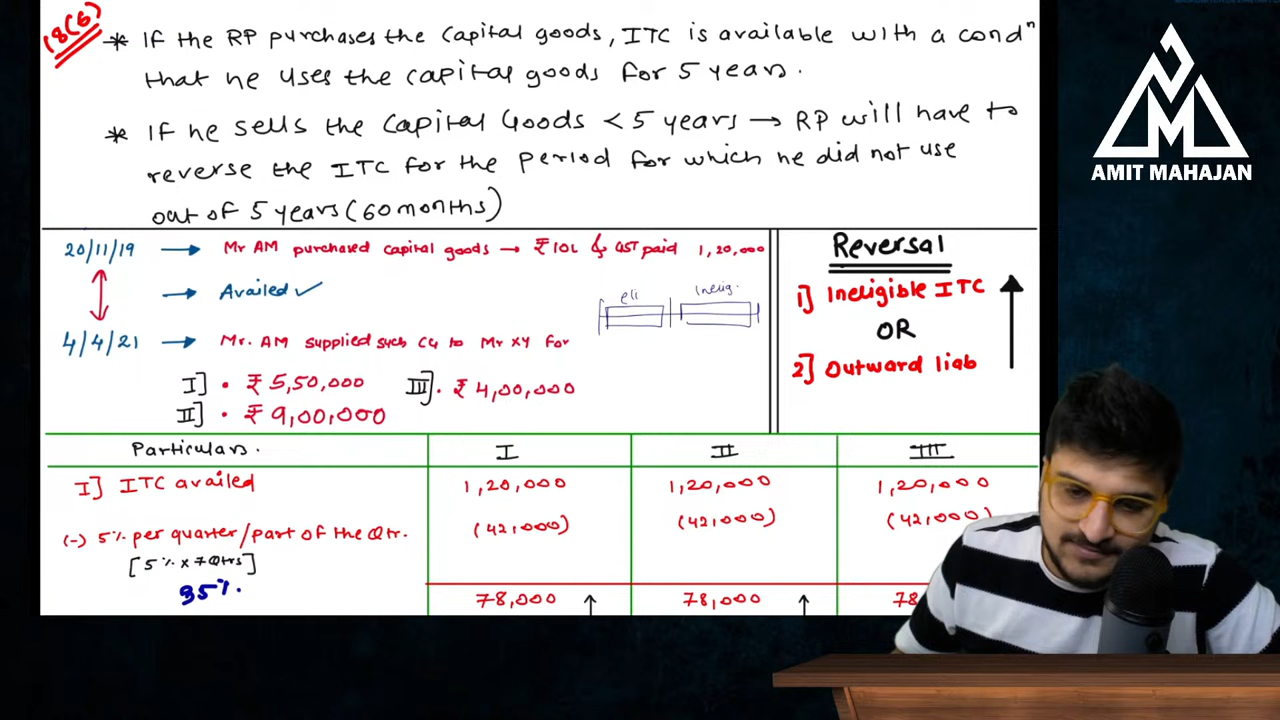 18(6)
* If the RP purchases the capital goods, ITC is available with a condn
that he uses the capital goods for 5 years.
* If he sells the Capital Goods < 5 years → RP will have to
reverse the ITC for the period for which he did not use
out of 5 years (60 months)
AMIT MAHAJAN
20/11/19 → Mr AM purchased capital goods → ₹10L & GST paid 1,20,000
→ Availed ✓
eli Inelig.
4/4/21 → Mr. AM supplied such CG to Mr XY for
I] • ₹ 5,50,000 III] • ₹ 4,00,000
II] • ₹ 9,00,000
Reversal
1] Ineligible ITC
OR
2] Outward liab
Particulars. I II III
I] ITC availed 1,20,000 1,20,000 1,20,000
(-) 5% per quarter/part of the Qtr. (42,000) (42,000) (42,000)
[5% x 7 Qtrs]
35%.
78,000 ↑ 78,000 ↑ 78